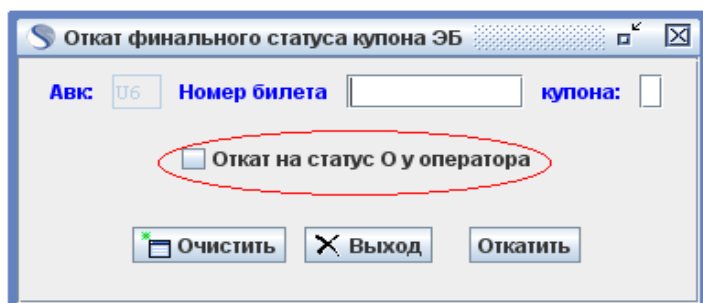 Откат финального статуса купона ЭБ
Авк: U6 Номер билета купона:
Откат на статус О у оператора
Очистить Выход Откатить